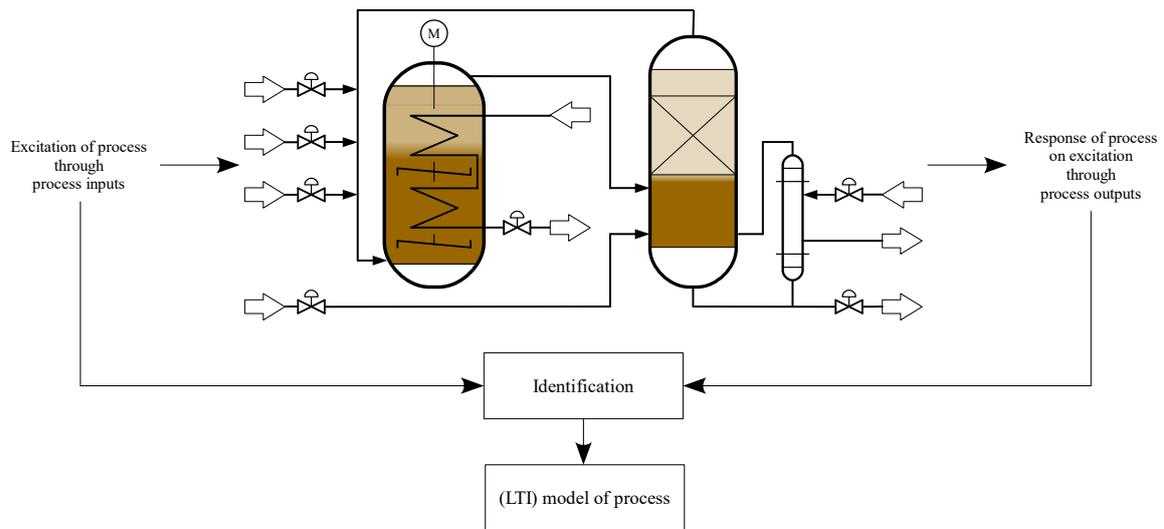 M
Excitation of process
through
process inputs
Response of process
on excitation
through
process outputs
Identification
(LTI) model of process